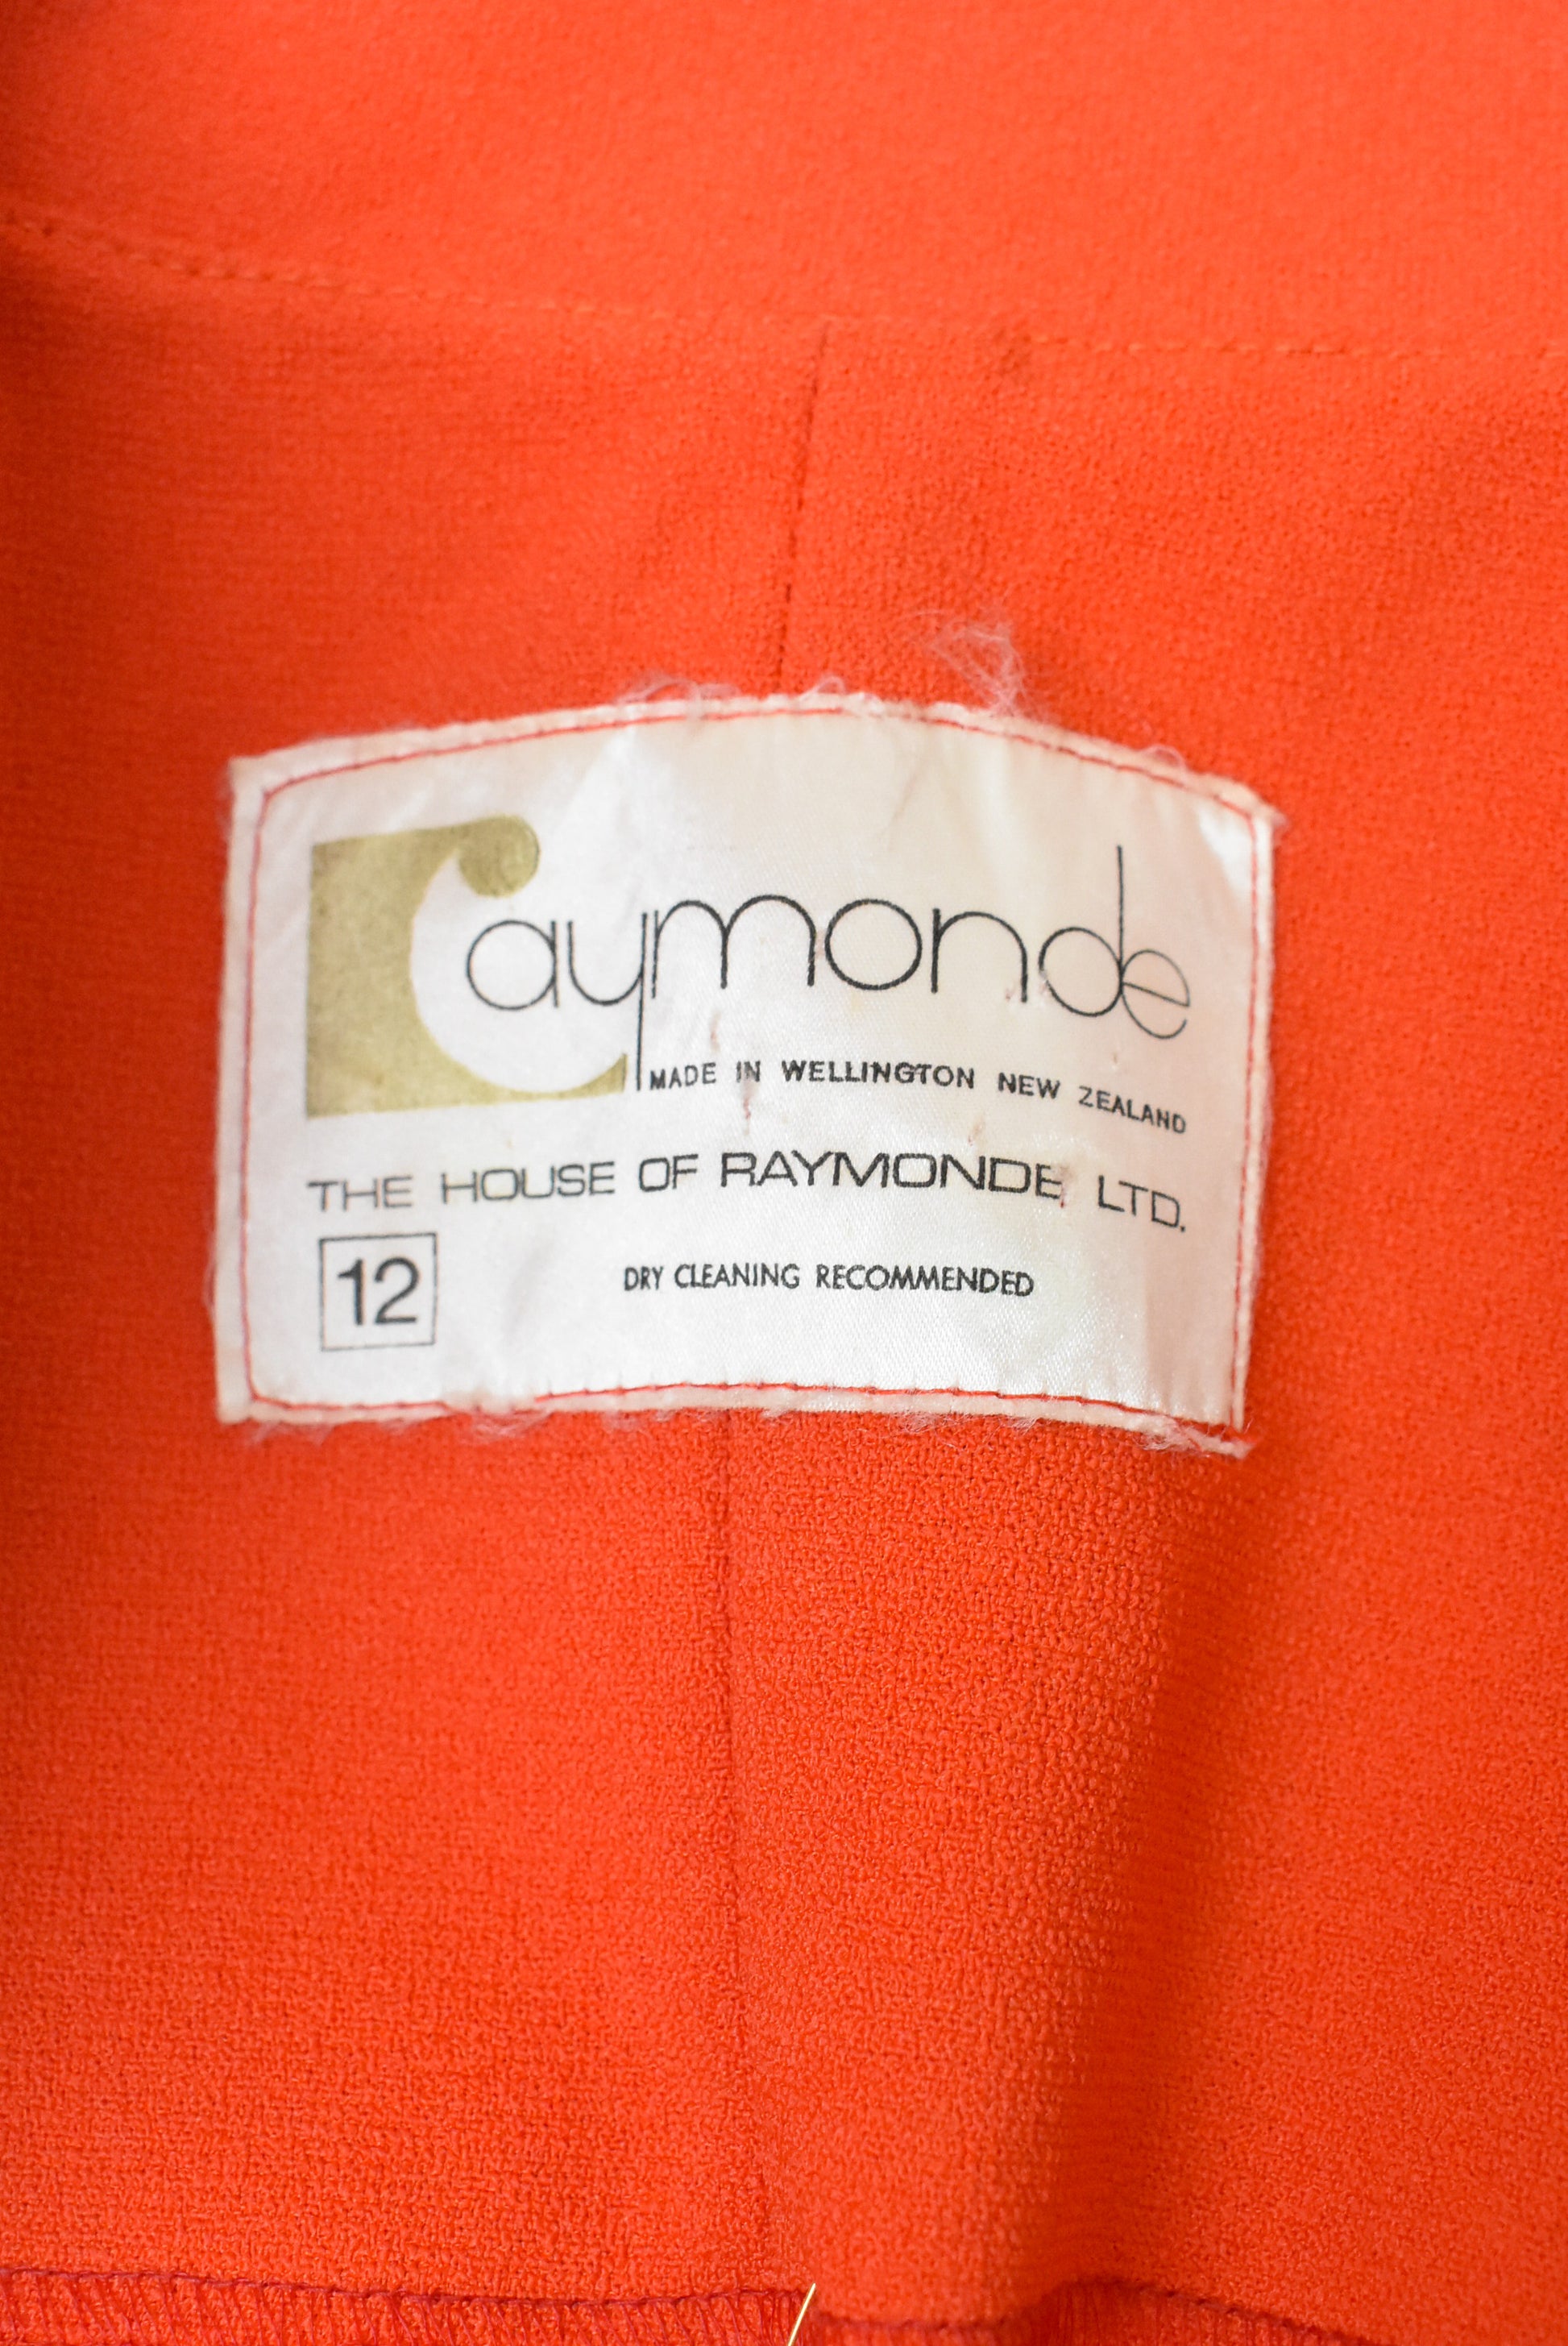 Raymonde
MADE IN WELLINGTON NEW ZEALAND
THE HOUSE OF RAYMONDE LTD.
12 DRY CLEANING RECOMMENDED